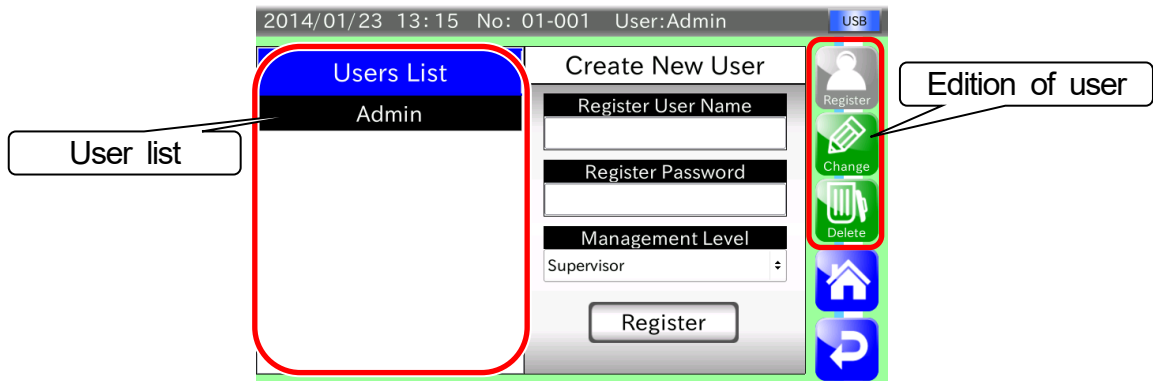 2014/01/23 13:15 No: 01-001 User:Admin USB
Users List
Admin
Create New User
Register User Name
Register Password
Management Level
Supervisor
Register
Register
Change
Delete
User list
Edition of user